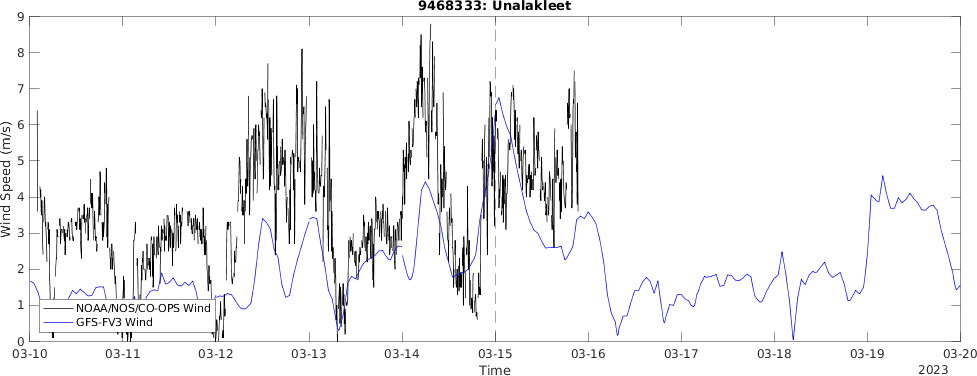 9468333: Unalakleet
9
8
7
6
5
4
3
2
1
0
Wind Speed (m/s)
NOAA/NOS/CO-OPS Wind
GFS-FV3 Wind
03-10 03-11 03-12 03-13 03-14 03-15 03-16 03-17 03-18 03-19 03-20
Time
2023